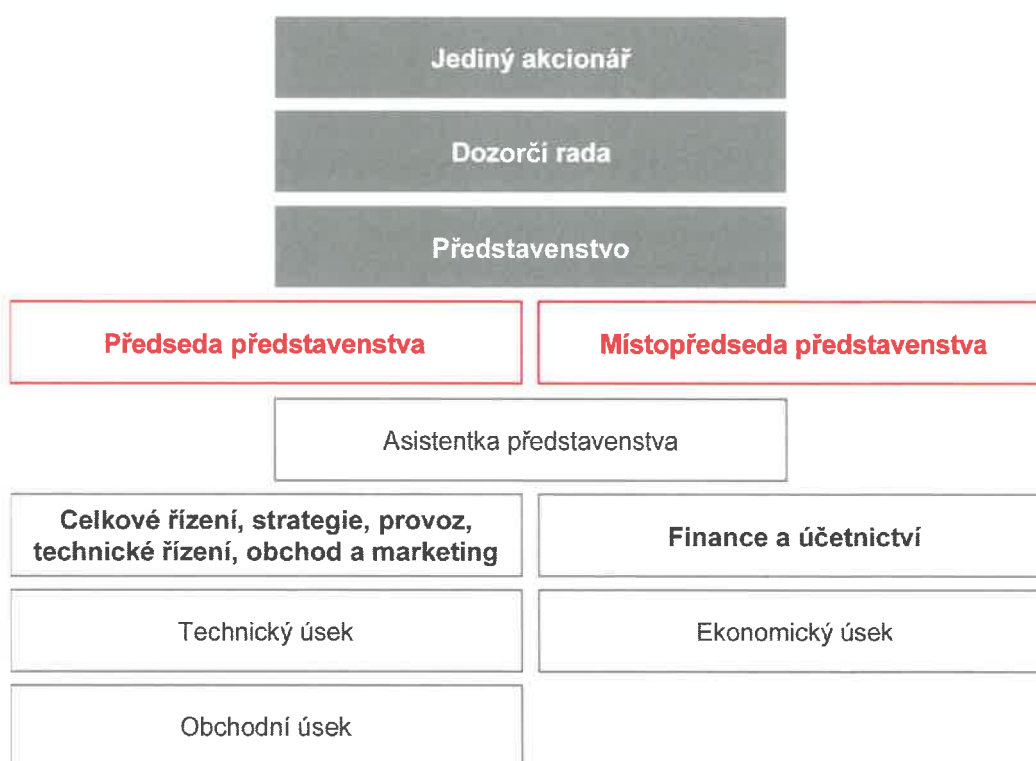 Jediný akcionář
Dozorčí rada
Představenstvo
Předseda představenstva
Místopředseda představenstva
Asistentka představenstva
Celkové řízení, strategie, provoz,
technické řízení, obchod a marketing
Finance a účetnictví
Technický úsek
Ekonomický úsek
Obchodní úsek